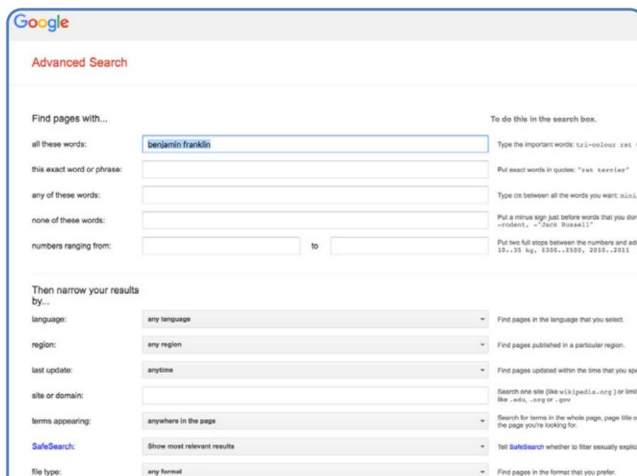 Google
Advanced Search
Find pages with...
To do this in the search box.
all these words:
benjamin franklin
Type the important words: tri-colour rat
this exact word or phrase:
Put exact words in quotes: "rat terrier"
any of these words:
Type OR between all the words you want:
none of these words:
Put a minus sign just before words that you
-rodent, -"Jack Russell"
numbers ranging from:
to
Put two full stops between the numbers and
10..35 kg, £300..£500, 2010..2011
Then narrow your results
by...
language:
any language
Find pages in the language that you select.
region:
any region
Find pages published in a particular region.
last update:
anytime
Find pages updated within the time that you
site or domain:
Search one site (like wikipedia.org ) or
like .edu, .org or .gov
terms appearing:
anywhere in the page
Search for terms in the whole page, page title
the page you're looking for.
SafeSearch:
Show most relevant results
Tell SafeSearch whether to filter sexually
file type:
any format
Find pages in the format that you prefer.